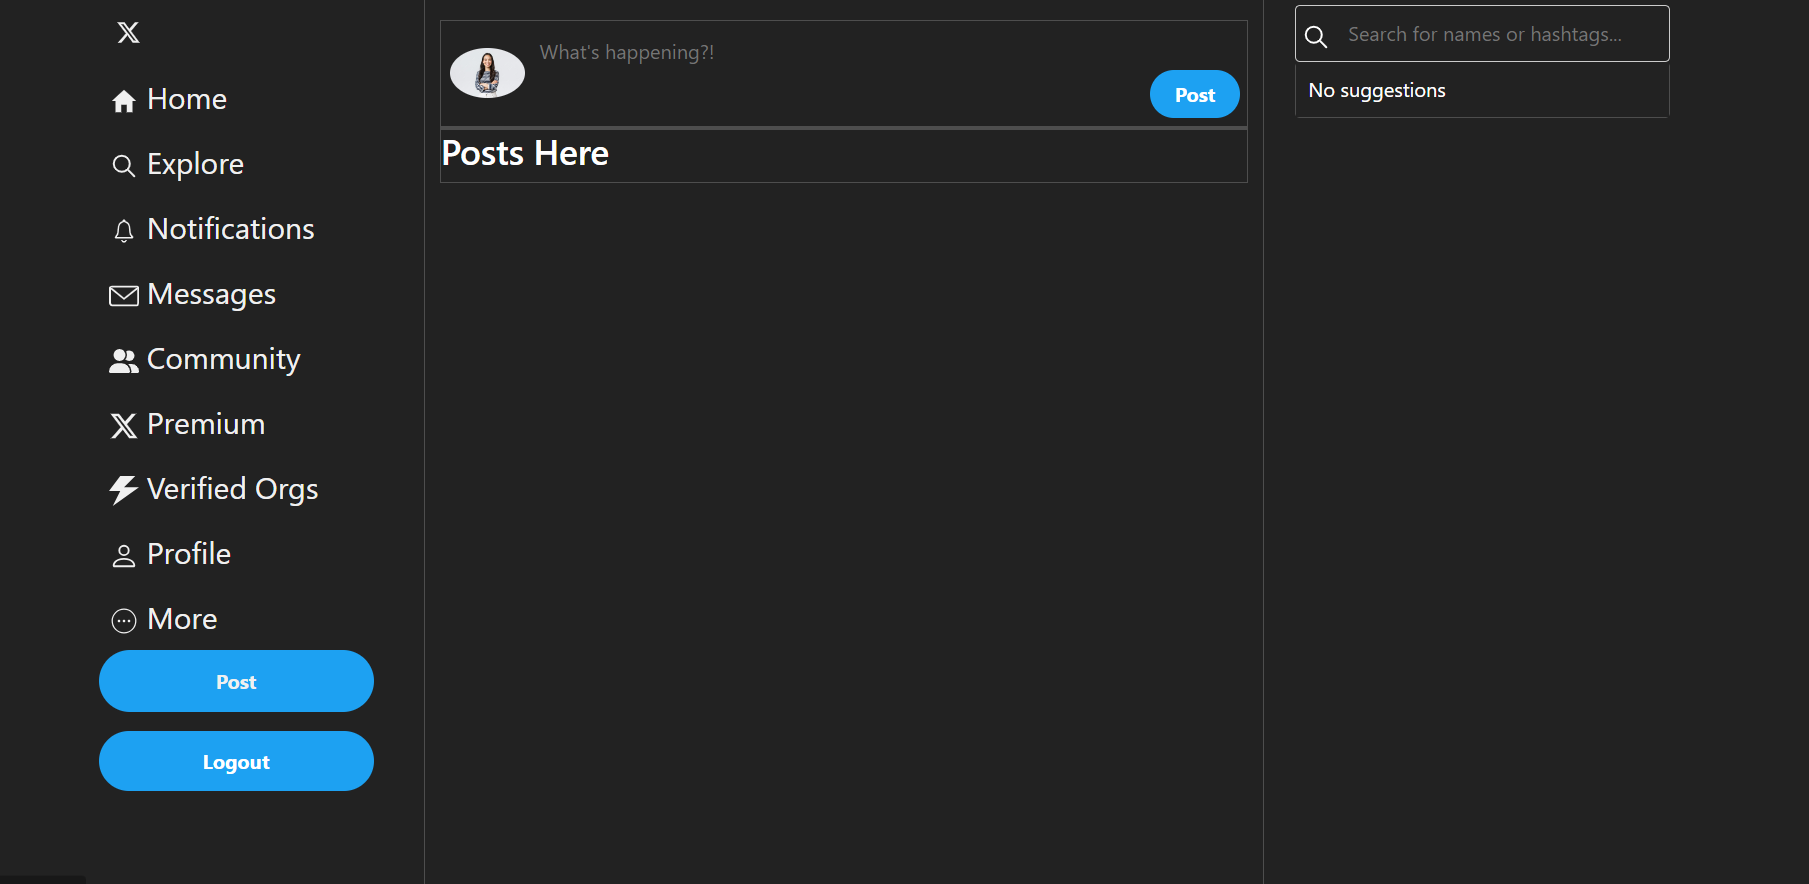 Home
Explore
Notifications
Messages
Community
Premium
Verified Orgs
Profile
More
Post
Logout
What's happening?!
Post
Posts Here
Search for names or hashtags...
No suggestions